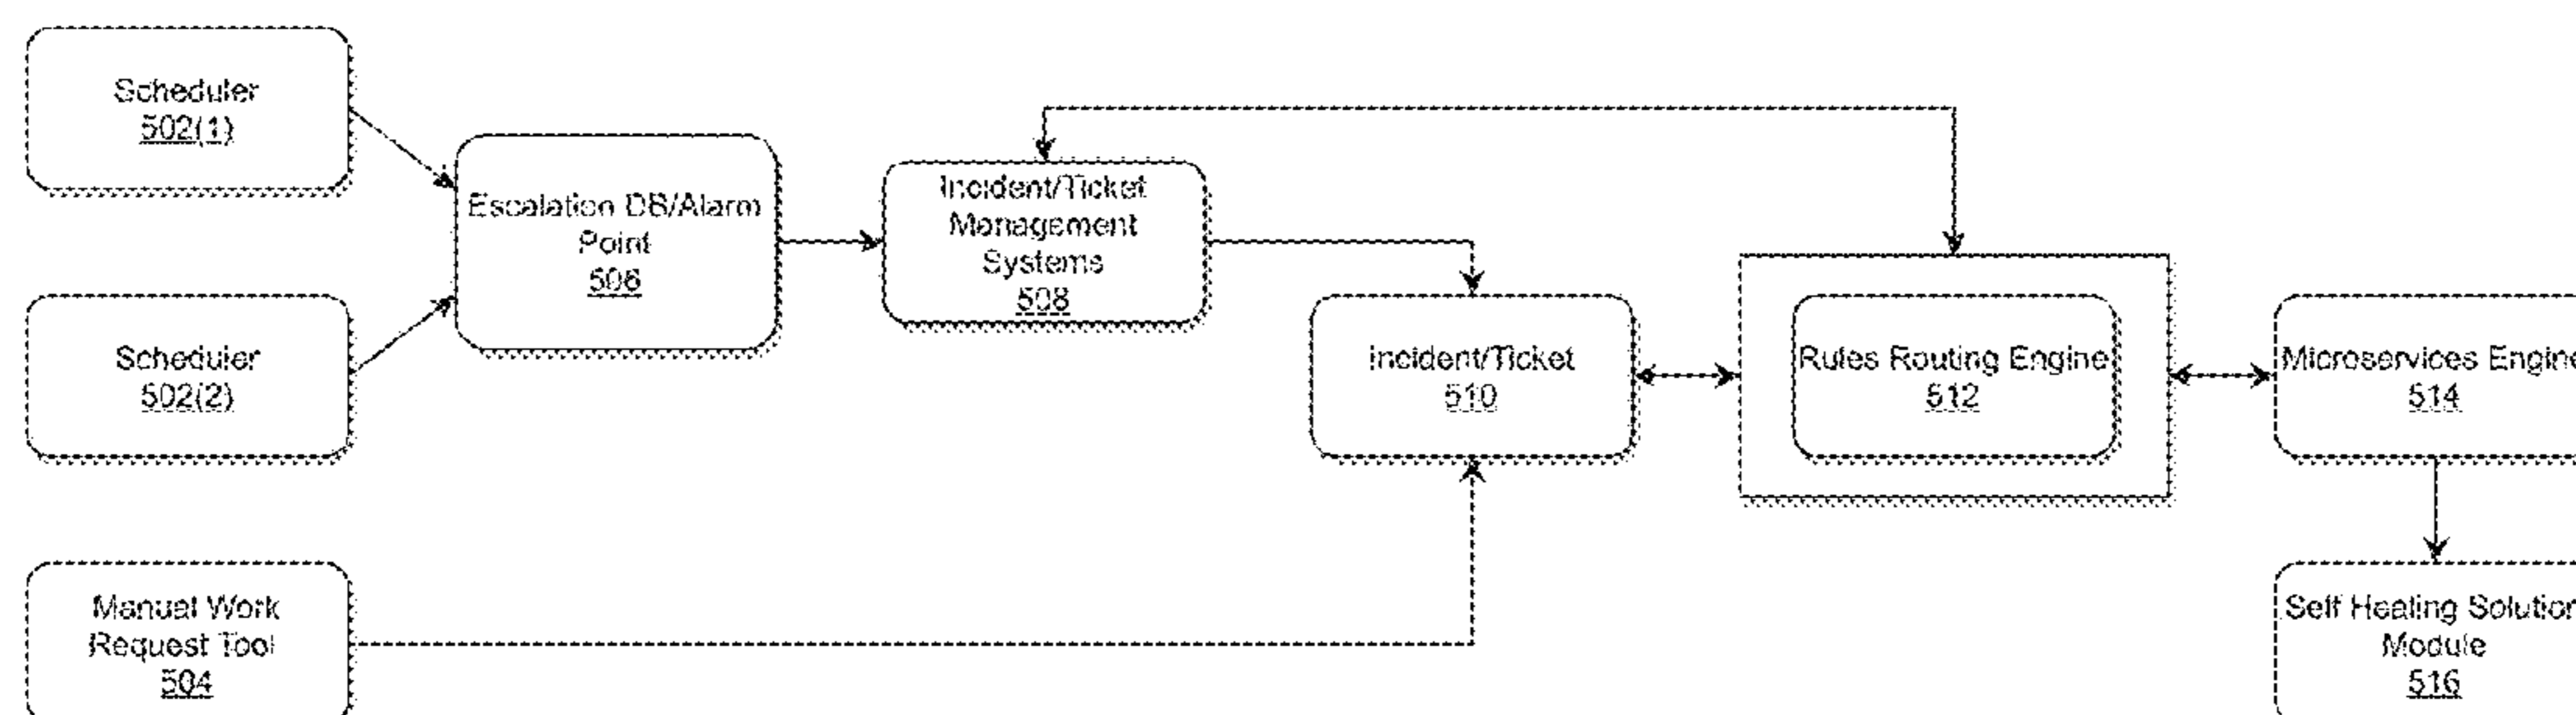 Scheduler
502(1)
Escalation DB/Alarm
Point
506
Incident/Ticket
Management
Systems
508
Scheduler
502(2)
Incident/Ticket
510
Rules Routing Engine
512
Microservices Engine
514
Manual Work
Request Tool
504
Self Healing Solution
Module
516